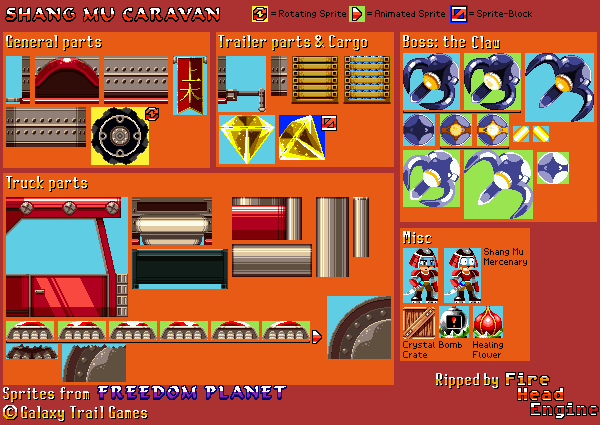 SHANG MU CARAVAN
=Rotating Sprite
=Animated Sprite
=Sprite-Block
General parts
上木
Trailer parts & Cargo
Boss: the Claw
Truck parts
Misc
Shang Mu
Mercenary
Crystal
Crate
Bomb
Healing
Flower
Sprites from FREEDOM PLANET
© Galaxy Trail Games
Ripped by Fire
Head
Engine